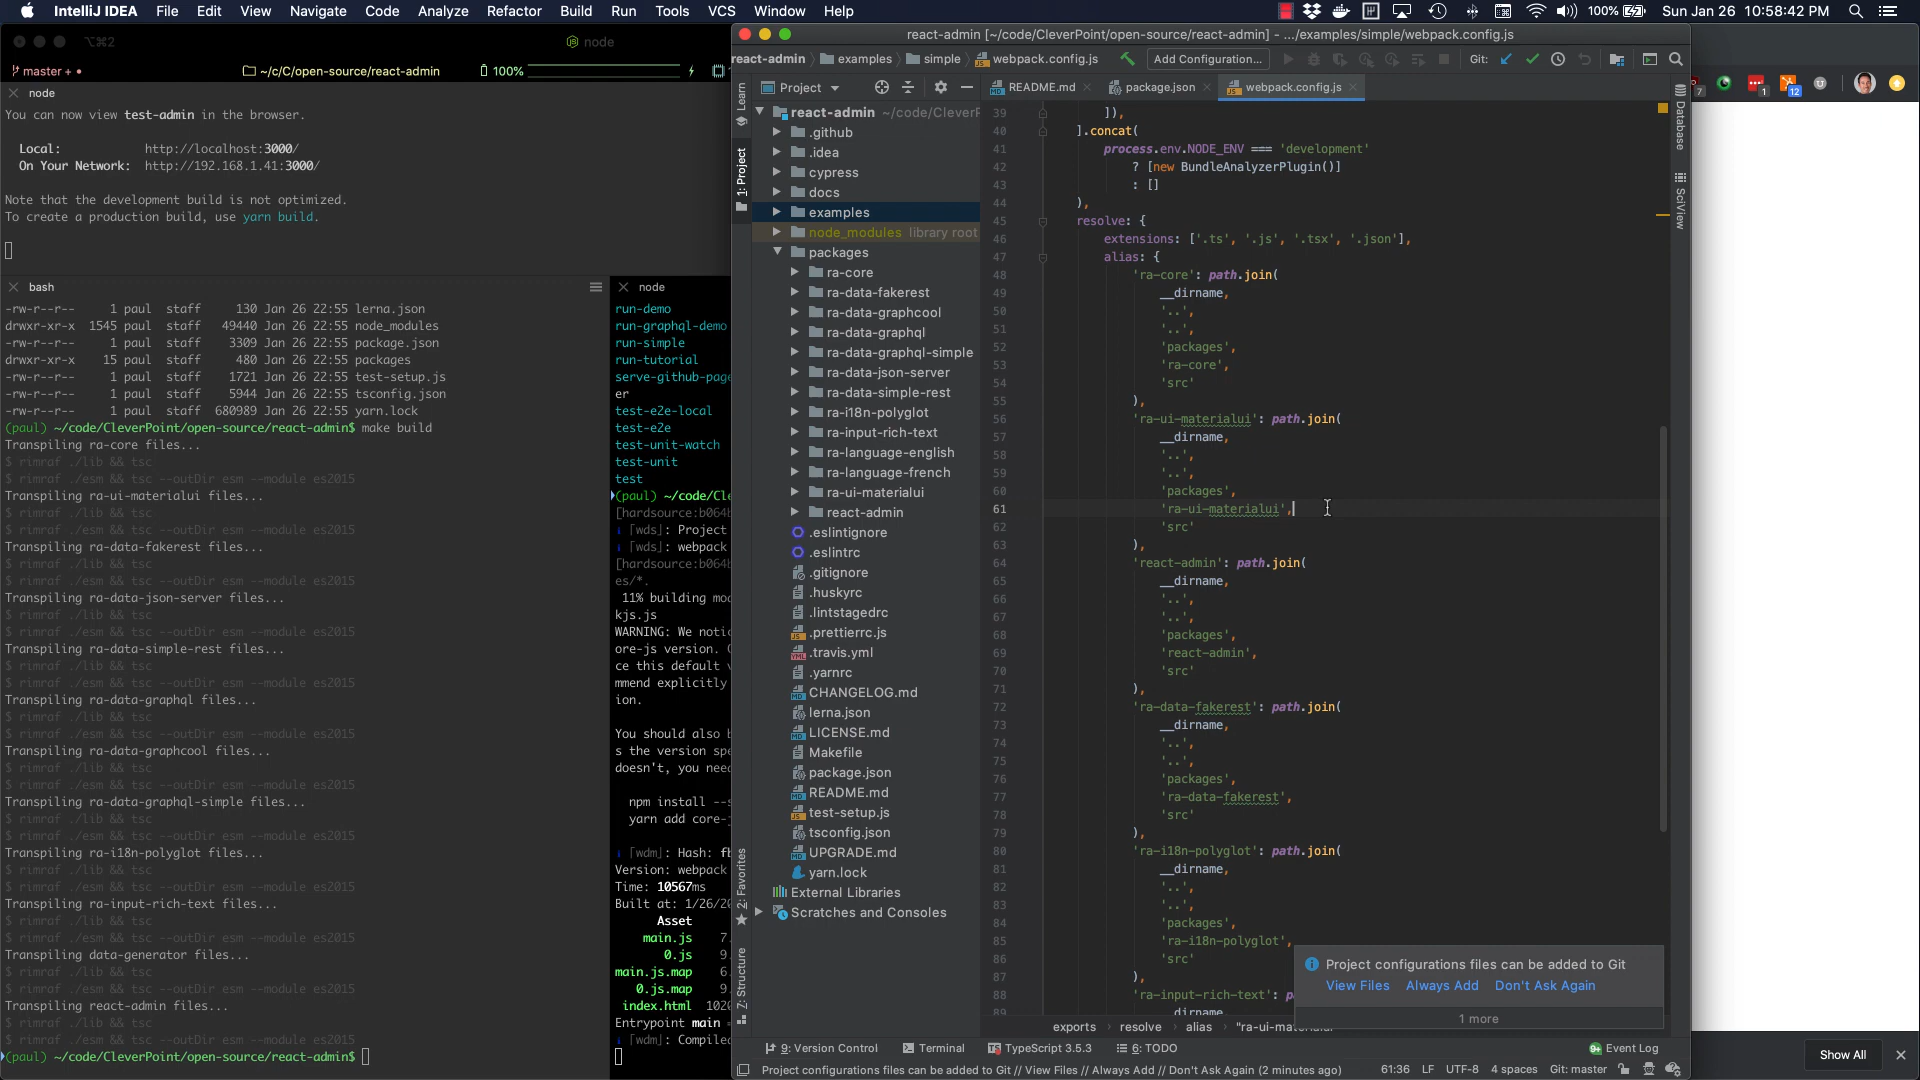 IntelliJ IDEA File Edit View Navigate Code Analyze Refactor Build Run Tools VCS Window Help
100% Sun Jan 26 10:58:42 PM
⌥⌘2
node
master + •
~/c/C/open-source/react-admin
100%
node
You can now view test-admin in the browser.
Local: http://localhost:3000/
On Your Network: http://192.168.1.41:3000/
Note that the development build is not optimized.
To create a production build, use yarn build.
bash
-rw-r--r-- 1 paul staff 130 Jan 26 22:55 lerna.json
drwxr-xr-x 1545 paul staff 49440 Jan 26 22:55 node_modules
-rw-r--r-- 1 paul staff 3309 Jan 26 22:55 package.json
drwxr-xr-x 15 paul staff 480 Jan 26 22:55 packages
-rw-r--r-- 1 paul staff 1721 Jan 26 22:55 test-setup.js
-rw-r--r-- 1 paul staff 5944 Jan 26 22:55 tsconfig.json
-rw-r--r-- 1 paul staff 680989 Jan 26 22:55 yarn.lock
(paul) ~/code/CleverPoint/open-source/react-admin$ make build
Transpiling ra-core files...
$ rimraf ./lib && tsc
$ rimraf ./esm && tsc --outDir esm --module es2015
Transpiling ra-ui-materialui files...
$ rimraf ./lib && tsc
$ rimraf ./esm && tsc --outDir esm --module es2015
Transpiling ra-data-fakerest files...
$ rimraf ./lib && tsc
$ rimraf ./esm && tsc --outDir esm --module es2015
Transpiling ra-data-json-server files...
$ rimraf ./lib && tsc
$ rimraf ./esm && tsc --outDir esm --module es2015
Transpiling ra-data-simple-rest files...
$ rimraf ./lib && tsc
$ rimraf ./esm && tsc --outDir esm --module es2015
Transpiling ra-data-graphql files...
$ rimraf ./lib && tsc
$ rimraf ./esm && tsc --outDir esm --module es2015
Transpiling ra-data-graphcool files...
$ rimraf ./lib && tsc
$ rimraf ./esm && tsc --outDir esm --module es2015
Transpiling ra-data-graphql-simple files...
$ rimraf ./lib && tsc
$ rimraf ./esm && tsc --outDir esm --module es2015
Transpiling ra-i18n-polyglot files...
$ rimraf ./lib && tsc
$ rimraf ./esm && tsc --outDir esm --module es2015
Transpiling ra-input-rich-text files...
$ rimraf ./lib && tsc
$ rimraf ./esm && tsc --outDir esm --module es2015
Transpiling data-generator files...
$ rimraf ./lib && tsc
$ rimraf ./esm && tsc --outDir esm --module es2015
Transpiling react-admin files...
$ rimraf ./lib && tsc
$ rimraf ./esm && tsc --outDir esm --module es2015
(paul) ~/code/CleverPoint/open-source/react-admin$
node
run-demo
run-graphql-demo
run-simple
run-tutorial
serve-github-page
er
test-e2e-local
test-e2e
test-unit-watch
test-unit
test
(paul) ~/code/Cle
[hardsource:b064b
i ｢wds｣: Project
i ｢wds｣: webpack
[hardsource:b064b
es/*.
11% building mod
kjs.js
WARNING: We notic
ore-js version. 
ce this default v
mmend explicitly
ion.
You should also b
s the version spe
doesn't, you need
npm install --s
yarn add core-
i ｢wdm｣: Hash: fb
Version: webpack
Time: 10567ms
Built at: 1/26/20
Asset
main.js 7.
0.js 9.
main.js.map 6.
0.js.map 9.
index.html 102
Entrypoint main =
i ｢wdm｣: Compiled
react-admin [~/code/CleverPoint/open-source/react-admin] - .../examples/simple/webpack.config.js
react-admin examples simple webpack.config.js
Add Configuration...
Git:
Project
README.md
package.json
webpack.config.js
Learn
1: Project
2: Favorites
Z: Structure
react-admin ~/code/CleverP
.github
.idea
cypress
docs
examples
node_modules library root
packages
ra-core
ra-data-fakerest
ra-data-graphcool
ra-data-graphql
ra-data-graphql-simple
ra-data-json-server
ra-data-simple-rest
ra-i18n-polyglot
ra-input-rich-text
ra-language-english
ra-language-french
ra-ui-materialui
react-admin
.eslintignore
.eslintrc
.gitignore
.huskyrc
.lintstagedrc
.prettierrc.js
.travis.yml
.yarnrc
CHANGELOG.md
lerna.json
LICENSE.md
Makefile
package.json
README.md
test-setup.js
tsconfig.json
UPGRADE.md
yarn.lock
External Libraries
Scratches and Consoles
39 ]),
40 ].concat(
41 process.env.NODE_ENV === 'development'
42 ? [new BundleAnalyzerPlugin()]
43 : []
44 ),
45 resolve: {
46 extensions: ['.ts', '.js', '.tsx', '.json'],
47 alias: {
48 'ra-core': path.join(
49 __dirname,
50 '..',
51 '..',
52 'packages',
53 'ra-core',
54 'src'
55 ),
56 'ra-ui-materialui': path.join(
57 __dirname,
58 '..',
59 '..',
60 'packages',
61 'ra-ui-materialui',
62 'src'
63 ),
64 'react-admin': path.join(
65 __dirname,
66 '..',
67 '..',
68 'packages',
69 'react-admin',
70 'src'
71 ),
72 'ra-data-fakerest': path.join(
73 __dirname,
74 '..',
75 '..',
76 'packages',
77 'ra-data-fakerest',
78 'src'
79 ),
80 'ra-i18n-polyglot': path.join(
81 __dirname,
82 '..',
83 '..',
84 'packages',
85 'ra-i18n-polyglot',
86 'src'
87 ),
88 'ra-input-rich-text': p
89 __dirname
Project configurations files can be added to Git
View Files Always Add Don't Ask Again
1 more
exports › resolve › alias › "ra-ui-material
Database
SciView
9: Version Control Terminal TypeScript 3.5.3 6: TODO
9+ Event Log
Project configurations files can be added to Git // View Files // Always Add // Don't Ask Again (2 minutes ago)
61:36 LF UTF-8 4 spaces Git: master
7 1 12
Show All